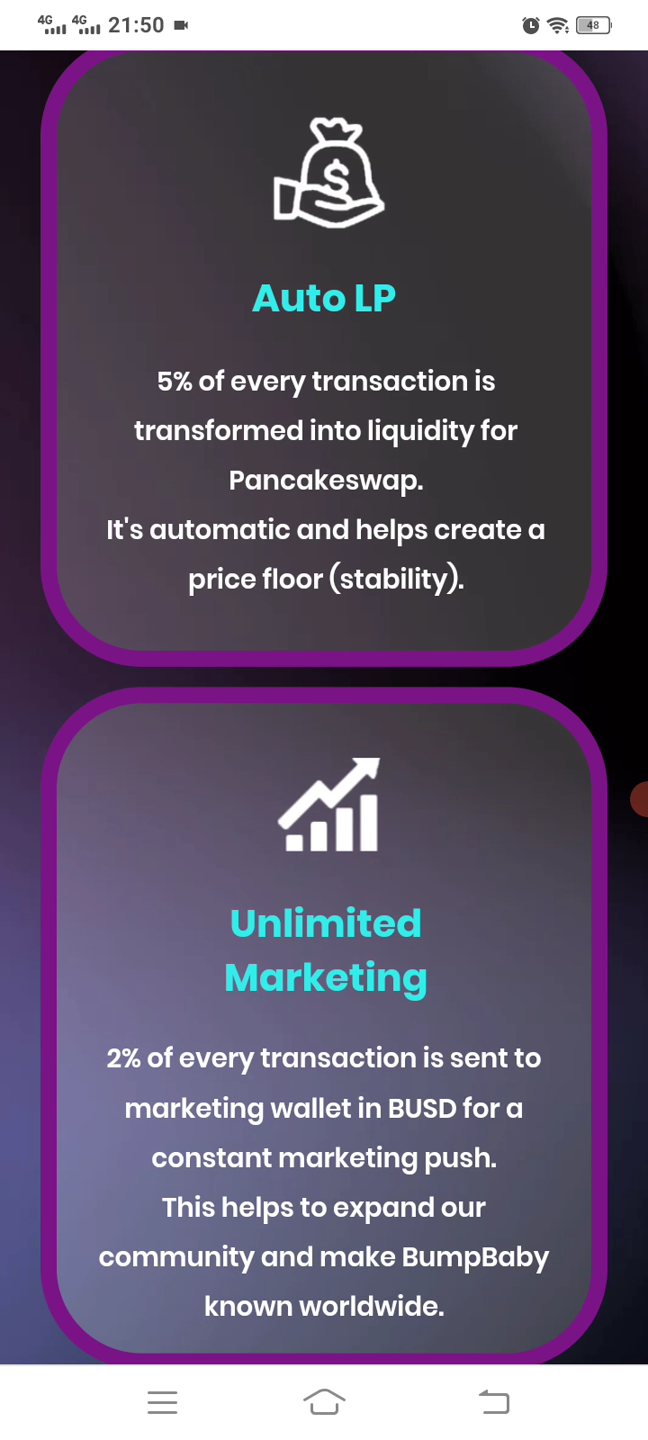 4G 4G 21:50 48
$
Auto LP
5% of every transaction is
transformed into liquidity for
Pancakeswap.
It's automatic and helps create a
price floor (stability).
Unlimited
Marketing
2% of every transaction is sent to
marketing wallet in BUSD for a
constant marketing push.
This helps to expand our
community and make BumpBaby
known worldwide.